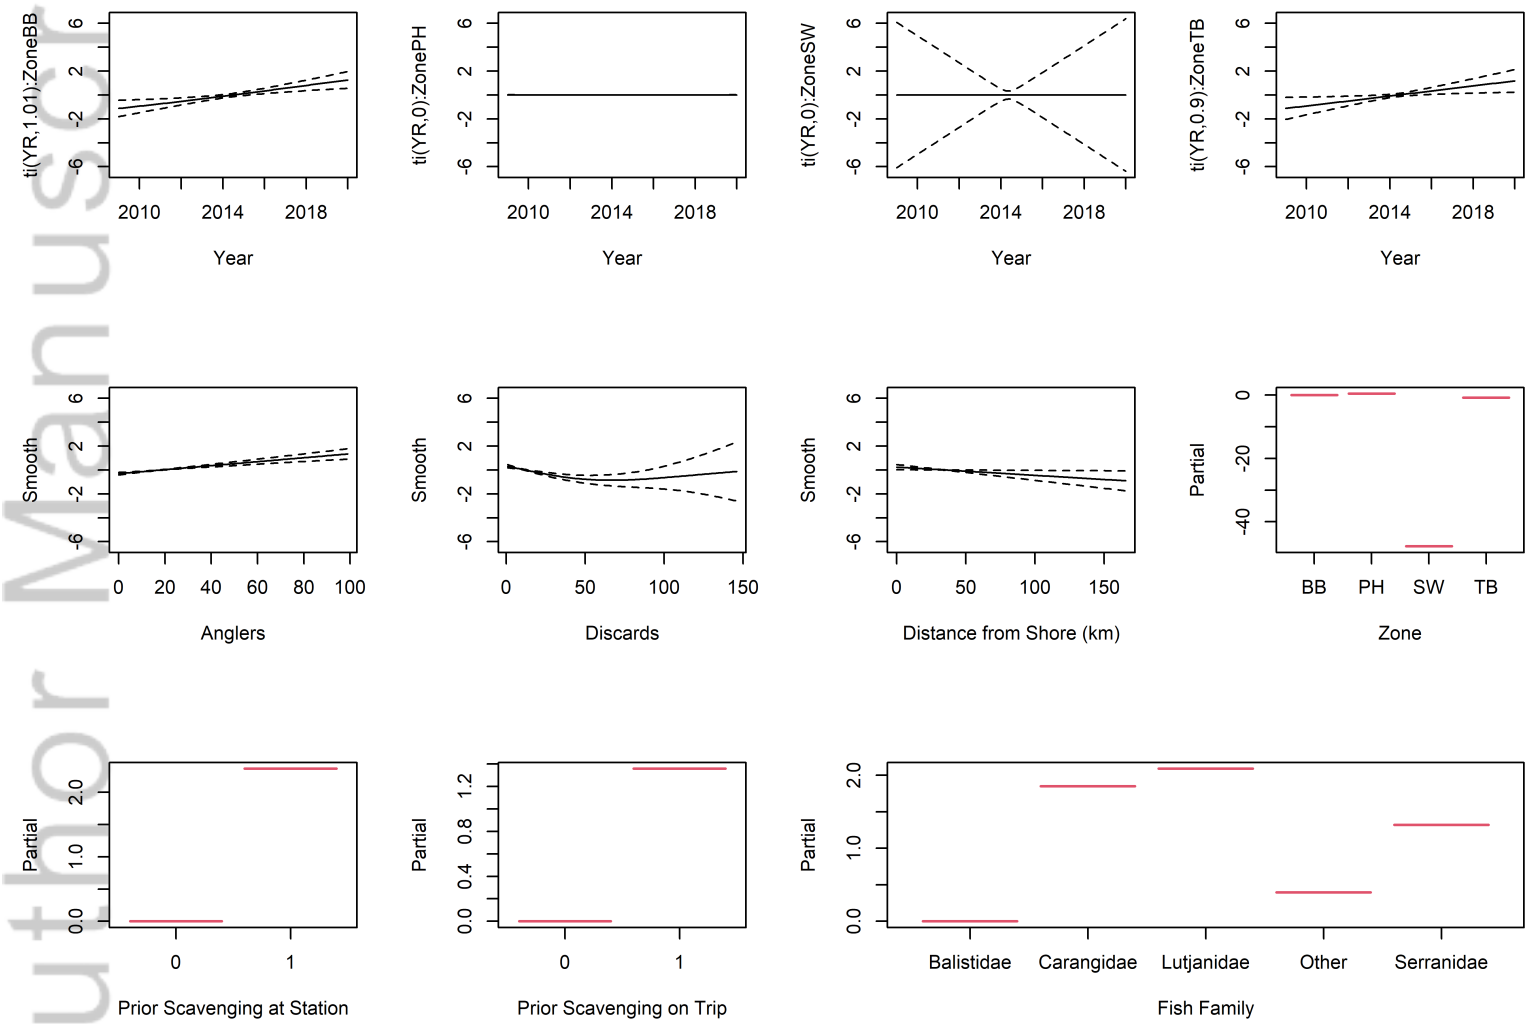 ti(YR,1.01):ZoneBB
6
2
-2
-6
2010 2014 2018
Year
ti(YR,0):ZonePH
6
2
-2
-6
2010 2014 2018
Year
ti(YR,0):ZoneSW
6
2
-2
-6
2010 2014 2018
Year
ti(YR,0.9):ZoneTB
6
2
-2
-6
2010 2014 2018
Year
Smooth
6
2
-2
-6
0 20 40 60 80 100
Anglers
Smooth
6
2
-2
-6
0 50 100 150
Discards
Smooth
6
2
-2
-6
0 50 100 150
Distance from Shore (km)
Partial
0
-20
-40
BB PH SW TB
Zone
Partial
2.0
1.0
0.0
0 1
Prior Scavenging at Station
Partial
1.2
0.8
0.4
0.0
0 1
Prior Scavenging on Trip
Partial
2.0
1.0
0.0
Balistidae Carangidae Lutjanidae Other Serranidae
Fish Family
uthor Manuscr